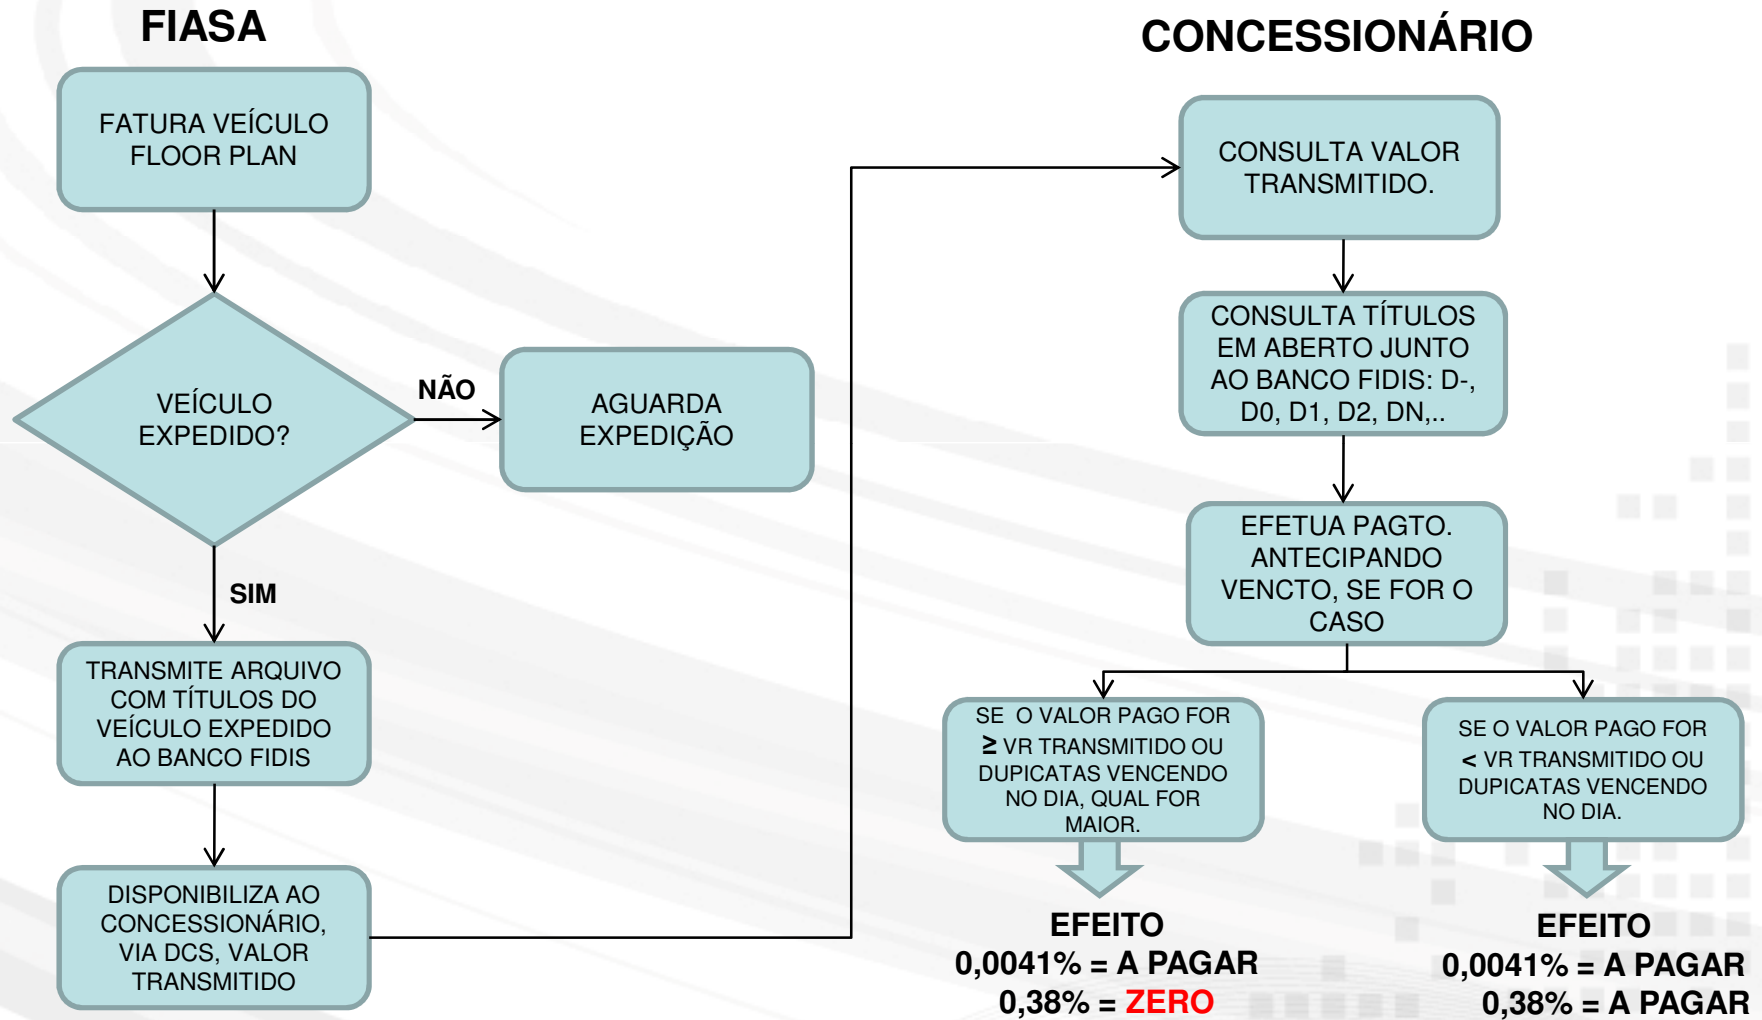 FIASA
FATURA VEÍCULO
FLOOR PLAN
VEÍCULO
EXPEDIDO?
NÃO
AGUARDA
EXPEDIÇÃO
SIM
TRANSMITE ARQUIVO
COM TÍTULOS DO
VEÍCULO EXPEDIDO
AO BANCO FIDIS
DISPONIBILIZA AO
CONCESSIONÁRIO,
VIA DCS, VALOR
TRANSMITIDO
CONCESSIONÁRIO
CONSULTA VALOR
TRANSMITIDO.
CONSULTA TÍTULOS
EM ABERTO JUNTO
AO BANCO FIDIS: D-,
D0, D1, D2, DN,..
EFETUA PAGTO.
ANTECIPANDO
VENCTO, SE FOR O
CASO
SE O VALOR PAGO FOR
≥ VR TRANSMITIDO OU
DUPICATAS VENCENDO
NO DIA, QUAL FOR
MAIOR.
EFEITO
0,0041% = A PAGAR
0,38% = ZERO
SE O VALOR PAGO FOR
< VR TRANSMITIDO OU
DUPICATAS VENCENDO
NO DIA.
EFEITO
0,0041% = A PAGAR
0,38% = A PAGAR